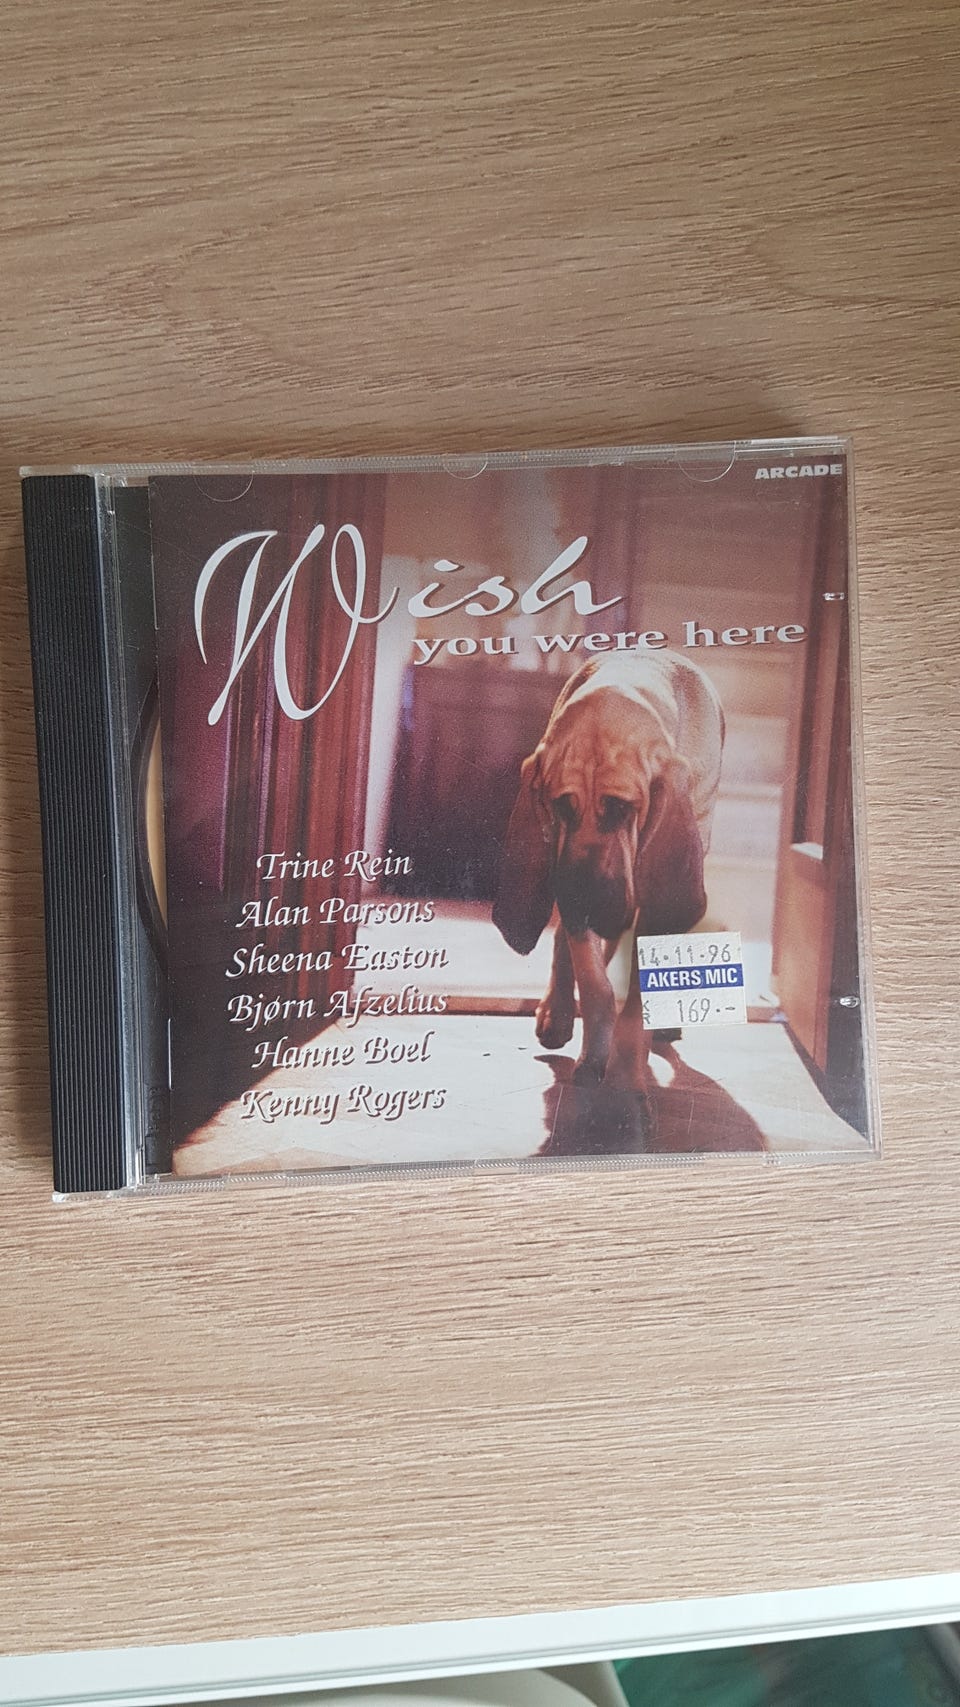 ARCADE
Wish
you were here
Trine Rein
Alan Parsons
Sheena Easton
Bjørn Afzelius
Hanne Boel
Kenny Rogers
14-11-96
AKERS MIC
KR 169.--